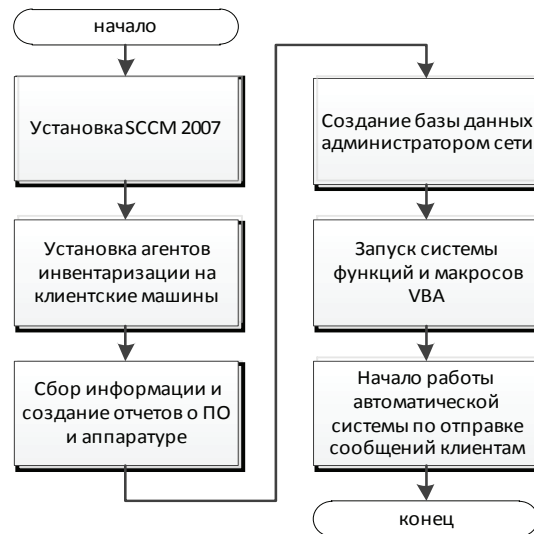 начало
Установка SCCM 2007
Установка агентов
инвентаризации на
клиентские машины
Сбор информации и
создание отчетов о ПО
и аппаратуре
Создание базы данных
администратором сети
Запуск системы
функций и макросов
VBA
Начало работы
автоматической
системы по отправке
сообщений клиентам
конец